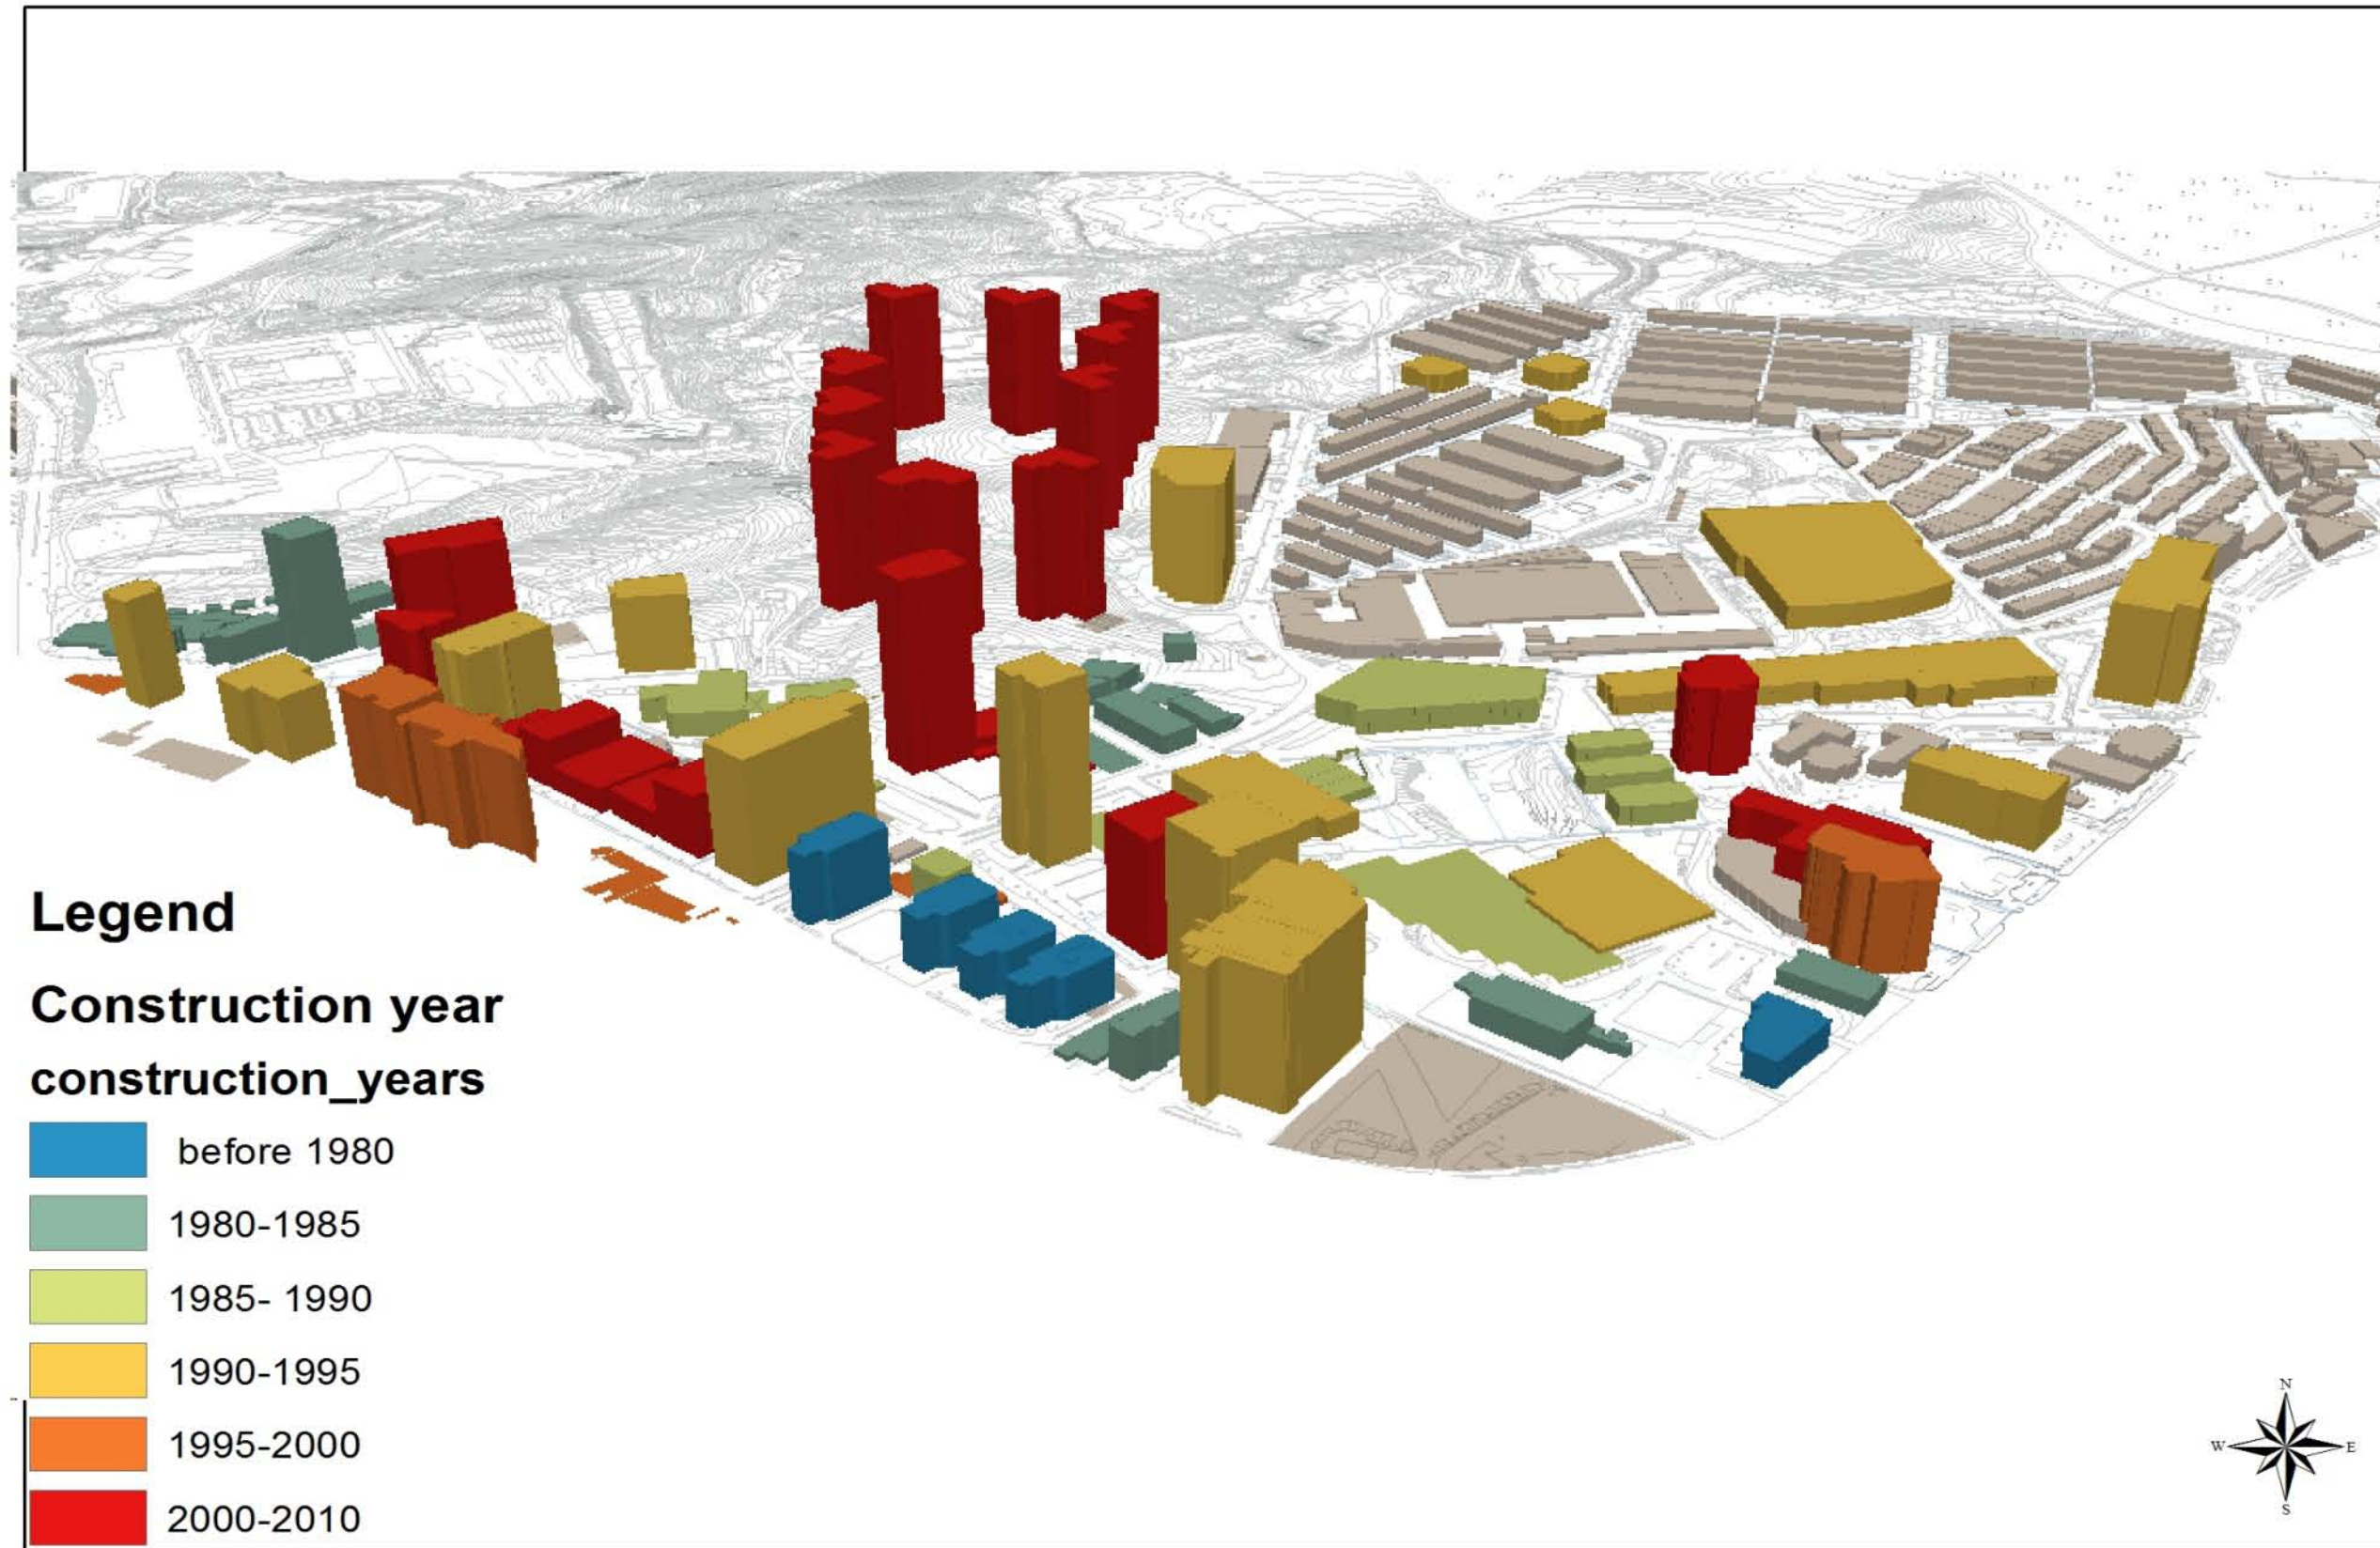 Legend
Construction year
construction_years
before 1980
1980-1985
1985- 1990
1990-1995
1995-2000
2000-2010
N
W E
S